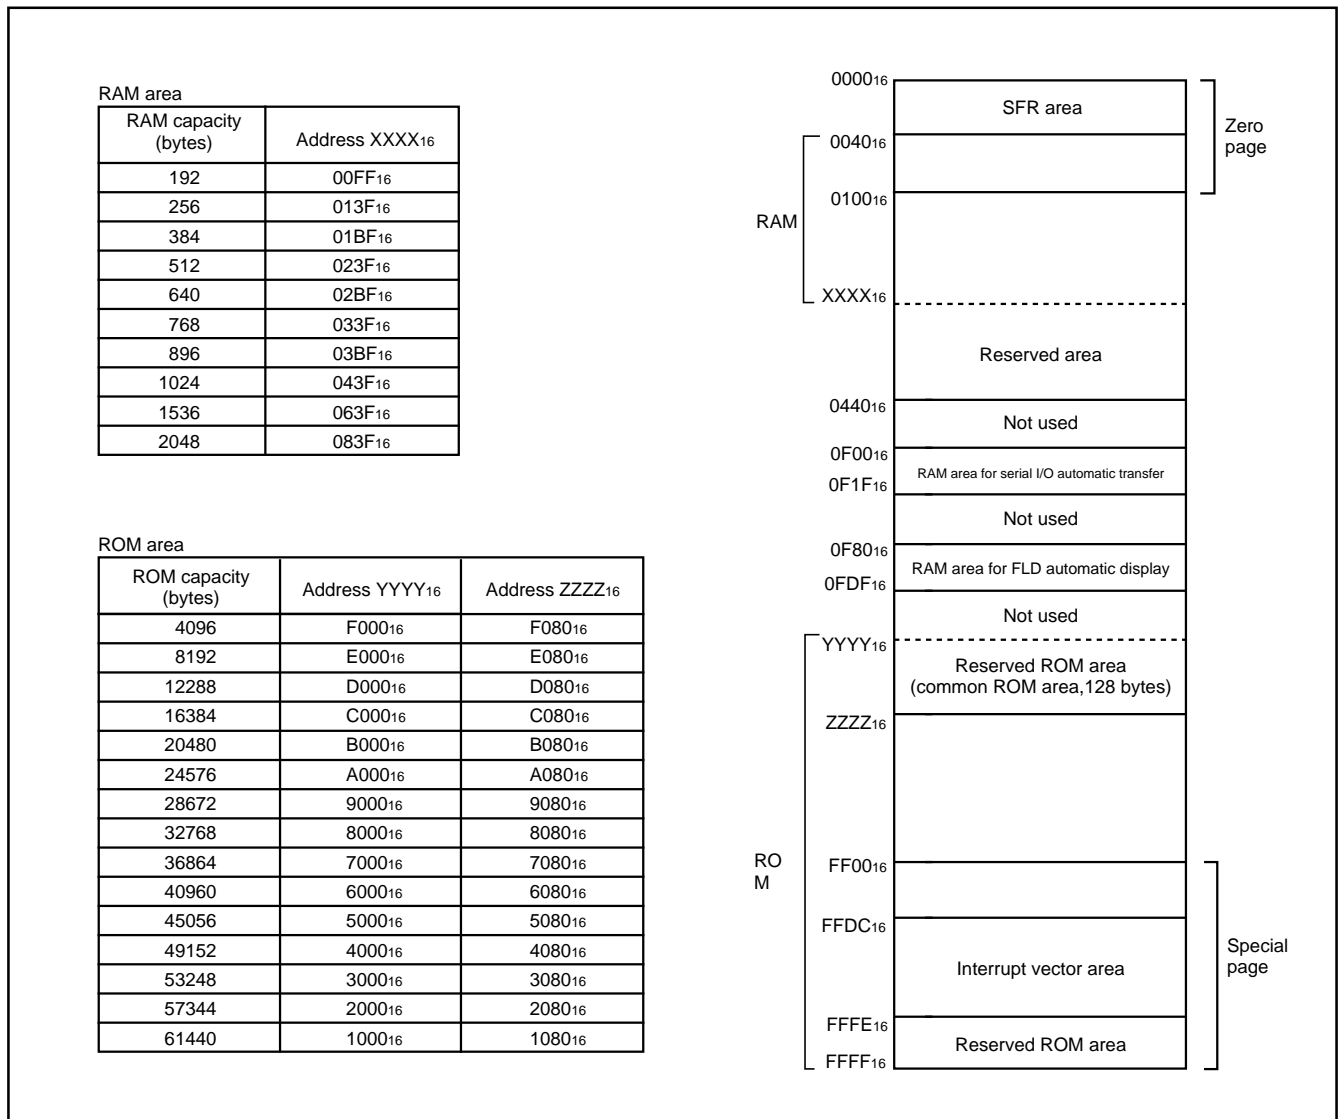 RAM area
RAM capacity
(bytes)
Address XXXX16
192 00FF16
256 013F16
384 01BF16
512 023F16
640 02BF16
768 033F16
896 03BF16
1024 043F16
1536 063F16
2048 083F16
ROM area
ROM capacity
(bytes)
Address YYYY16
Address ZZZZ16
4096 F00016 F08016
8192 E00016 E08016
12288 D00016 D08016
16384 C00016 C08016
20480 B00016 B08016
24576 A00016 A08016
28672 900016 908016
32768 800016 808016
36864 700016 708016
40960 600016 608016
45056 500016 508016
49152 400016 408016
53248 300016 308016
57344 200016 208016
61440 100016 108016
000016
SFR area
Zero
page
004016
010016
RAM
XXXX16
Reserved area
044016
Not used
0F0016
RAM area for serial I/O automatic transfer
0F1F16
Not used
0F8016
RAM area for FLD automatic display
0FDF16
Not used
YYYY16
Reserved ROM area
(common ROM area,128 bytes)
ZZZZ16
RO
M
FF0016
FFDC16
Interrupt vector area
Special
page
FFFE16
Reserved ROM area
FFFF16